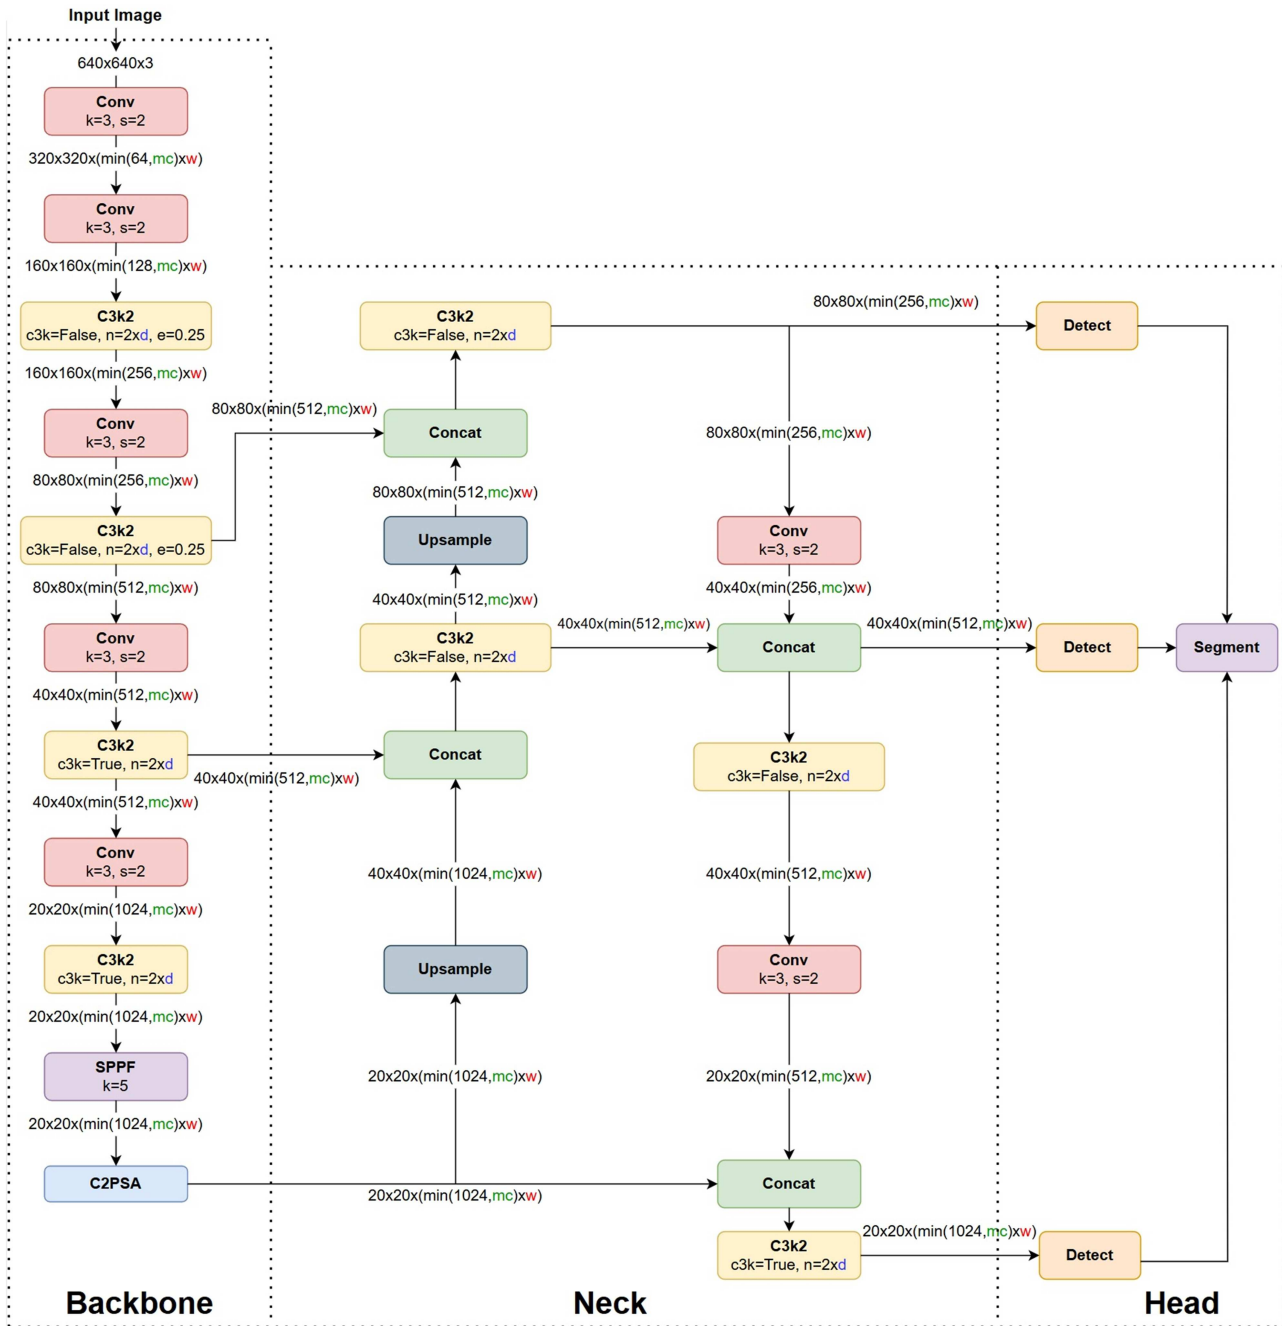 Input Image
640x640x3
Conv
k=3, s=2
320x320x(min(64,mc)xw)
Conv
k=3, s=2
160x160x(min(128,mc)xw)
C3k2
c3k=False, n=2xd, e=0.25
160x160x(min(256,mc)xw)
Conv
k=3, s=2
80x80x(min(256,mc)xw)
C3k2
c3k=False, n=2xd, e=0.25
80x80x(min(512,mc)xw)
Conv
k=3, s=2
40x40x(min(512,mc)xw)
C3k2
c3k=True, n=2xd
40x40x(min(512,mc)xw)
Conv
k=3, s=2
20x20x(min(1024,mc)xw)
C3k2
c3k=True, n=2xd
20x20x(min(1024,mc)xw)
SPPF
k=5
20x20x(min(1024,mc)xw)
C2PSA
Backbone
C3k2
c3k=False, n=2xd
80x80x(min(512,mc)xw)
Concat
80x80x(min(512,mc)xw)
Upsample
40x40x(min(512,mc)xw)
C3k2
c3k=False, n=2xd
Concat
40x40x(min(512,mc)xw)
40x40x(min(1024,mc)xw)
Upsample
20x20x(min(1024,mc)xw)
20x20x(min(1024,mc)xw)
80x80x(min(256,mc)xw)
80x80x(min(256,mc)xw)
Conv
k=3, s=2
40x40x(min(256,mc)xw)
40x40x(min(512,mc)xw)
Concat
40x40x(min(512,mc)xw)
C3k2
c3k=False, n=2xd
40x40x(min(512,mc)xw)
Conv
k=3, s=2
20x20x(min(512,mc)xw)
Concat
C3k2
c3k=True, n=2xd
20x20x(min(1024,mc)xw)
Neck
Detect
Detect
Segment
Detect
Head